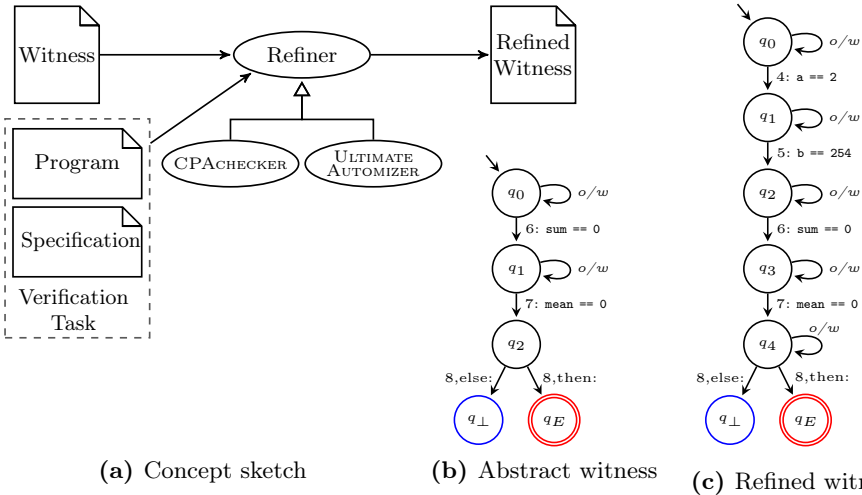 Witness
Refiner
Refined
Witness
Program
Specification
Verification
Task
CPACHECKER
ULTIMATE
AUTOMIZER
(a) Concept sketch
q0
o/w
6: sum == 0
q1
o/w
7: mean == 0
q2
8,else:
8,then:
q⊥
qE
(b) Abstract witness
q0
o/w
4: a == 2
q1
o/w
5: b == 254
q2
o/w
6: sum == 0
q3
o/w
7: mean == 0
q4
o/w
8,else:
8,then:
q⊥
qE
(c) Refined witn